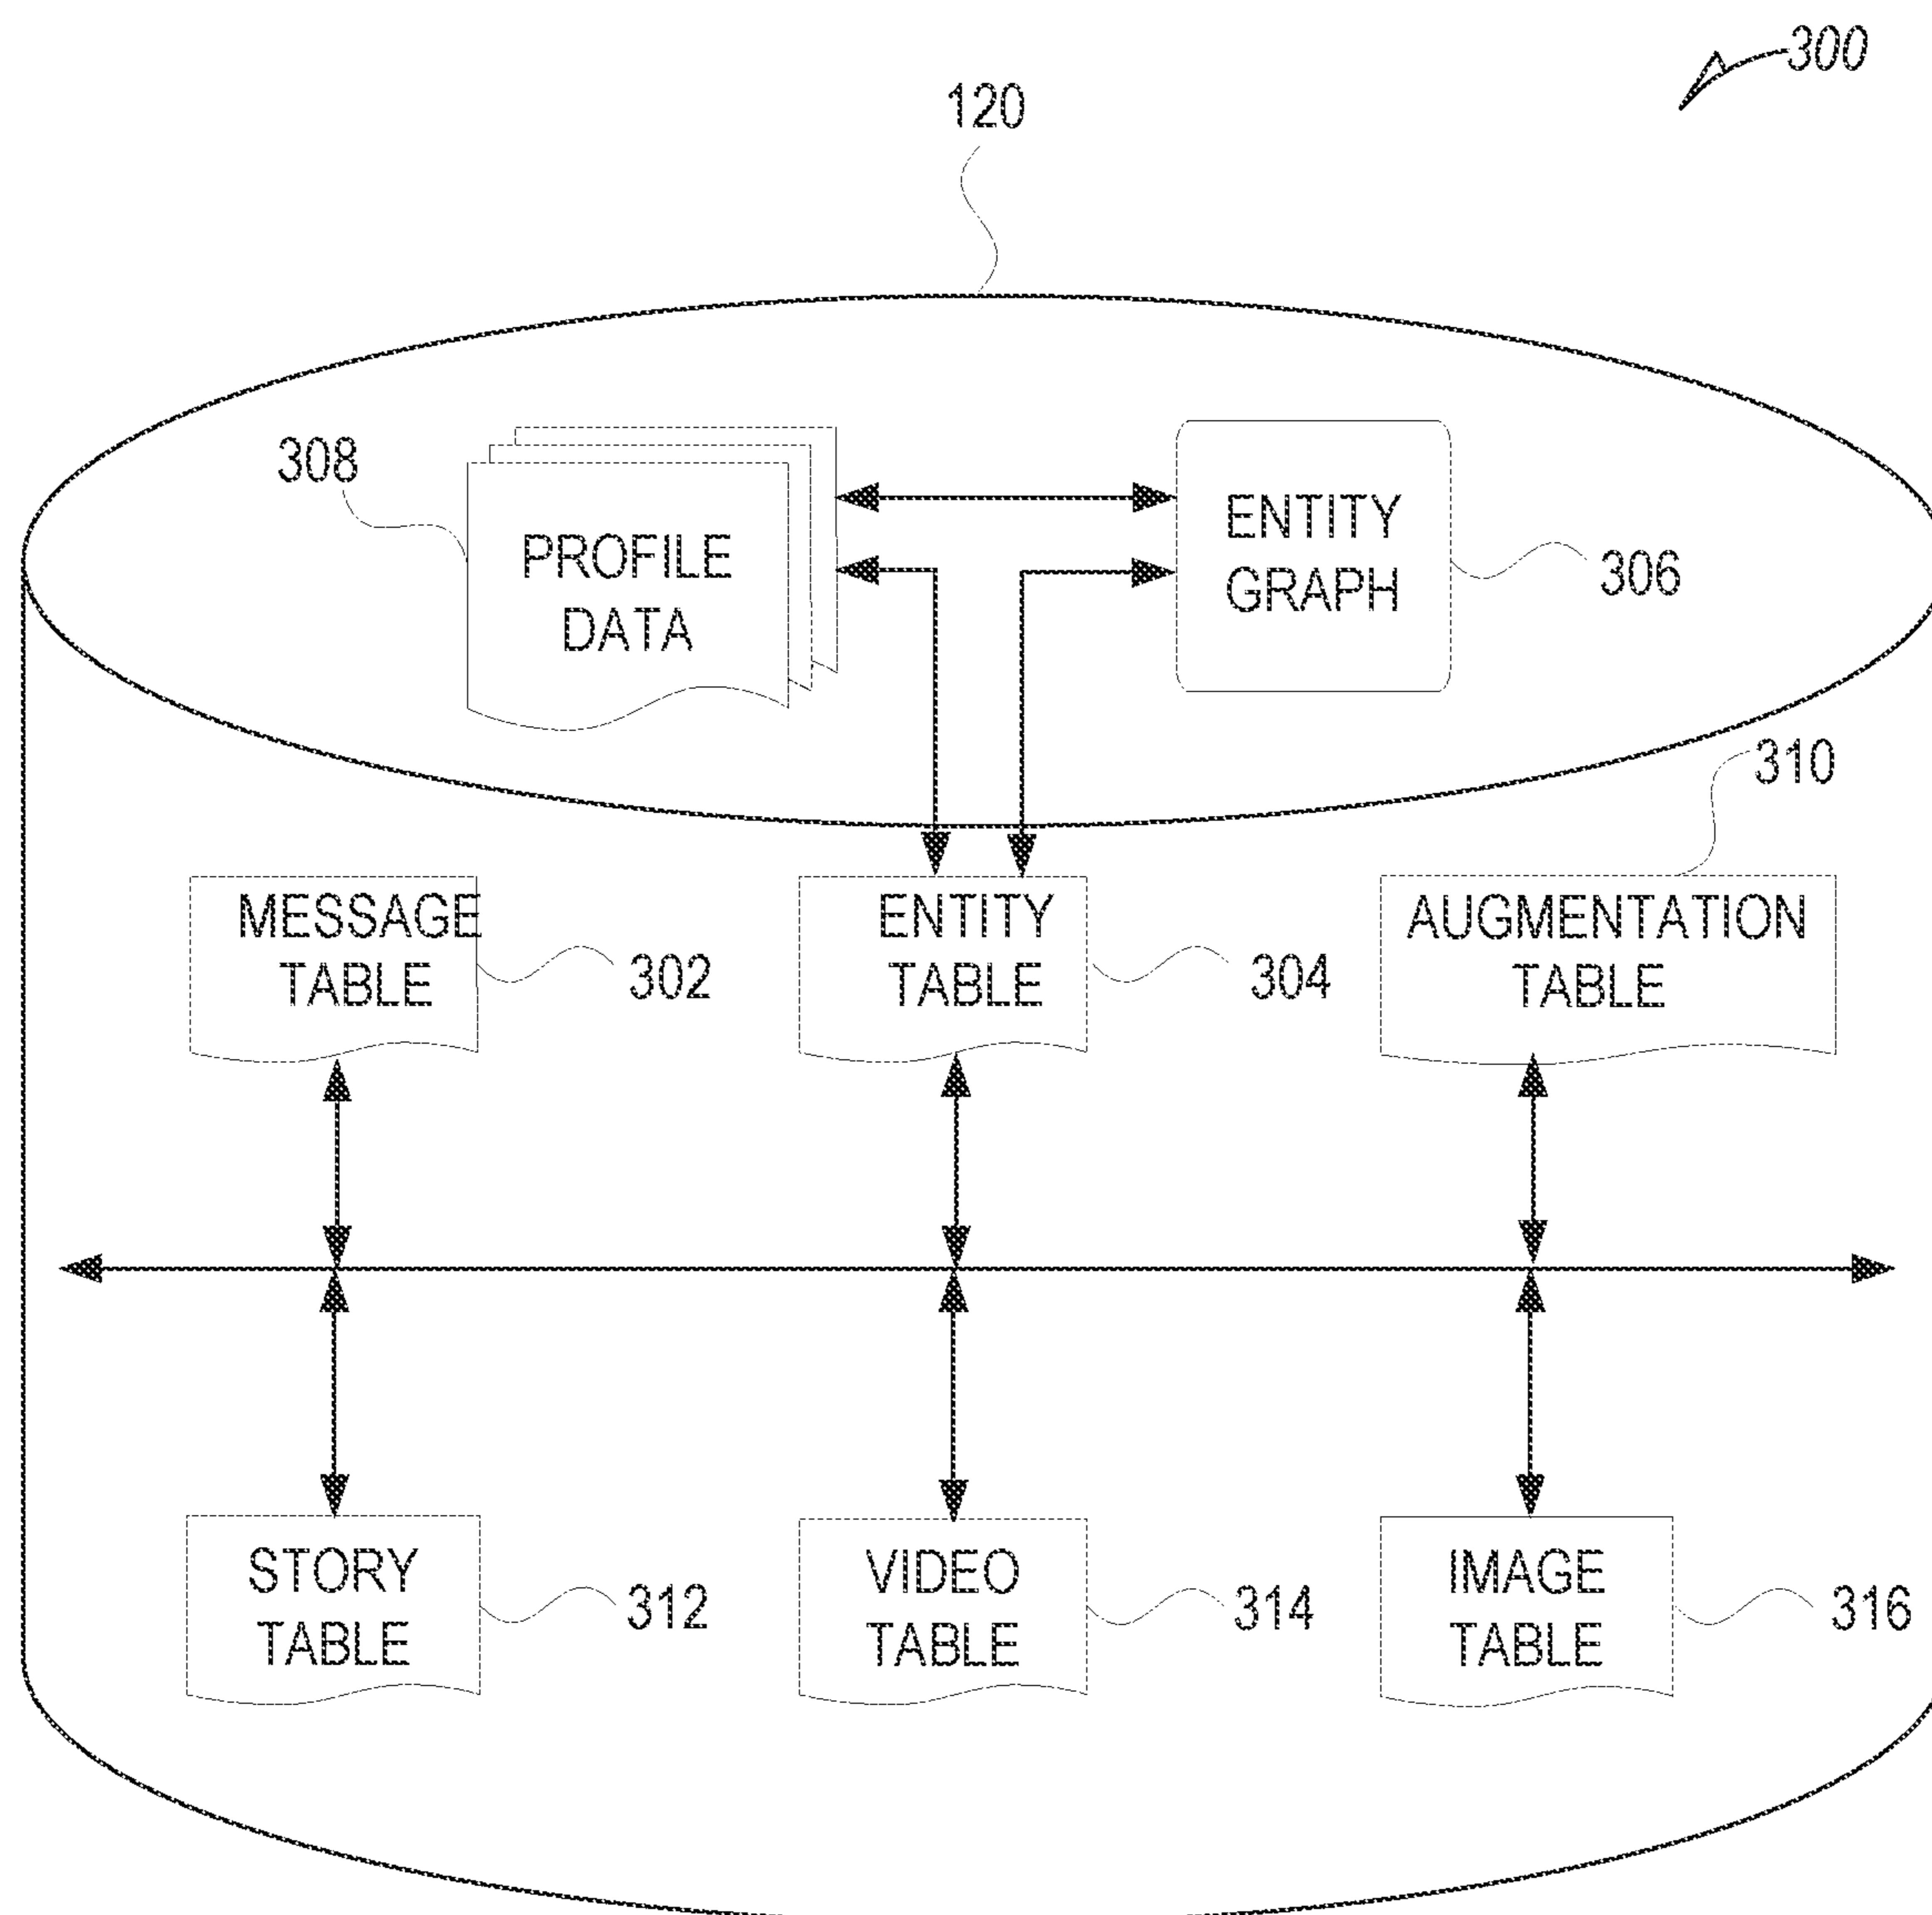 300
120
308
PROFILE
DATA
ENTITY
GRAPH
306
310
MESSAGE
TABLE
302
ENTITY
TABLE
304
AUGMENTATION
TABLE
STORY
TABLE
312
VIDEO
TABLE
314
IMAGE
TABLE
316